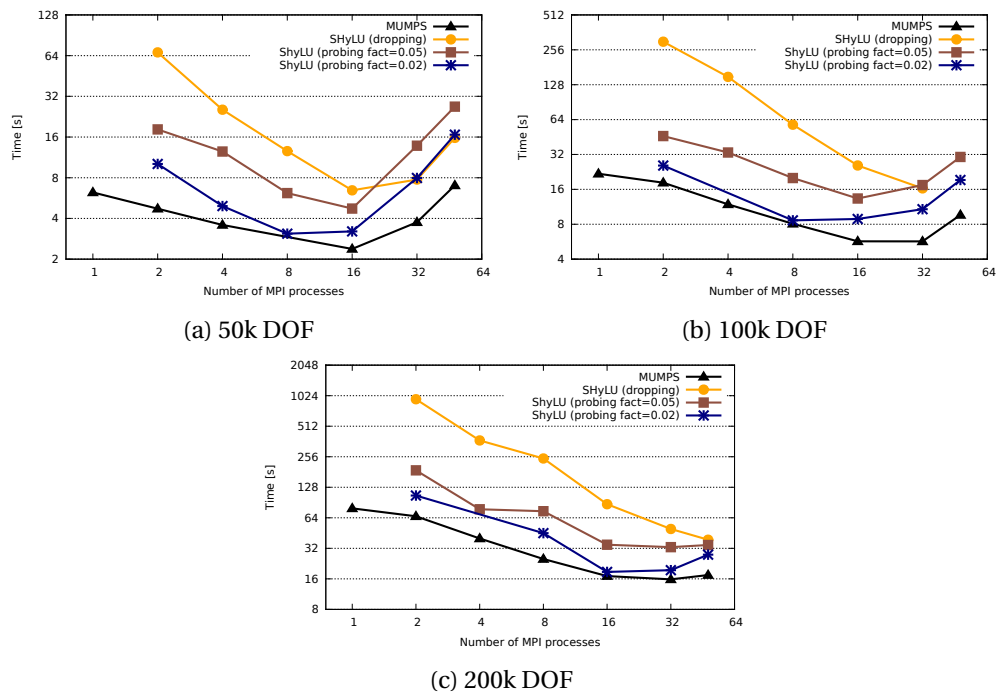 128
64
32
16
8
4
2
Time [s]
1 2 4 8 16 32 64
Number of MPI processes
MUMPS
SHyLU (dropping)
ShyLU (probing fact=0.05)
ShyLU (probing fact=0.02)
(a) 50k DOF
512
256
128
64
32
16
8
4
Time [s]
1 2 4 8 16 32 64
Number of MPI processes
MUMPS
SHyLU (dropping)
ShyLU (probing fact=0.05)
ShyLU (probing fact=0.02)
(b) 100k DOF
2048
1024
512
256
128
64
32
16
8
Time [s]
1 2 4 8 16 32 64
Number of MPI processes
MUMPS
SHyLU (dropping)
ShyLU (probing fact=0.05)
ShyLU (probing fact=0.02)
(c) 200k DOF